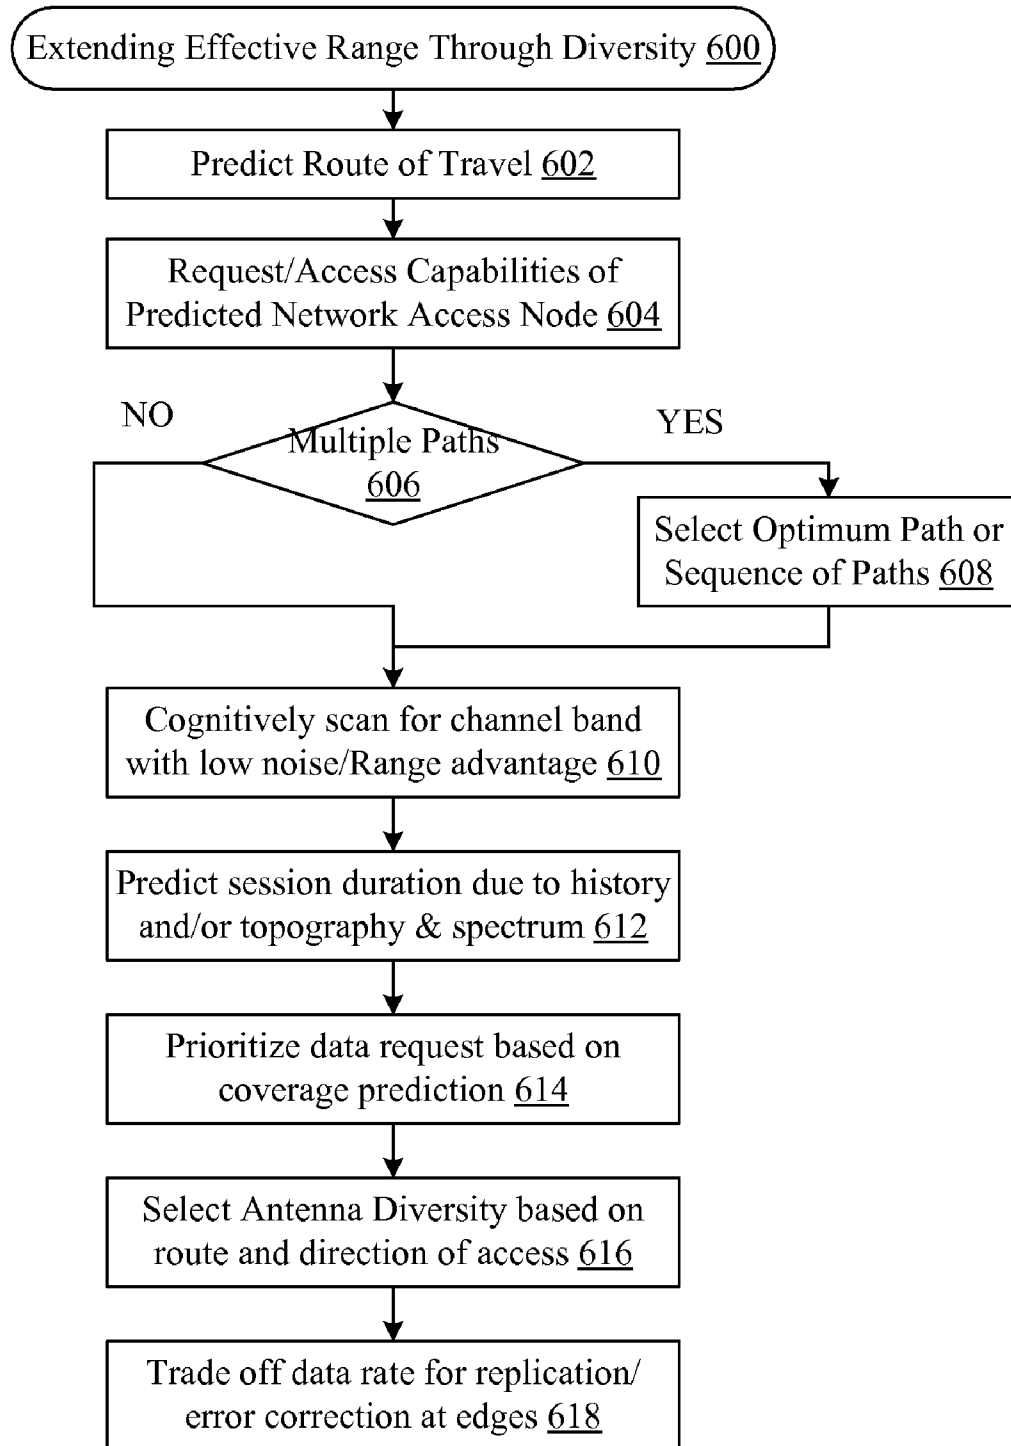 Extending Effective Range Through Diversity 600
Predict Route of Travel 602
Request/Access Capabilities of
Predicted Network Access Node 604
NO
YES
Multiple Paths
606
Select Optimum Path or
Sequence of Paths 608
Cognitively scan for channel band
with low noise/Range advantage 610
Predict session duration due to history
and/or topography & spectrum 612
Prioritize data request based on
coverage prediction 614
Select Antenna Diversity based on
route and direction of access 616
Trade off data rate for replication/
error correction at edges 618